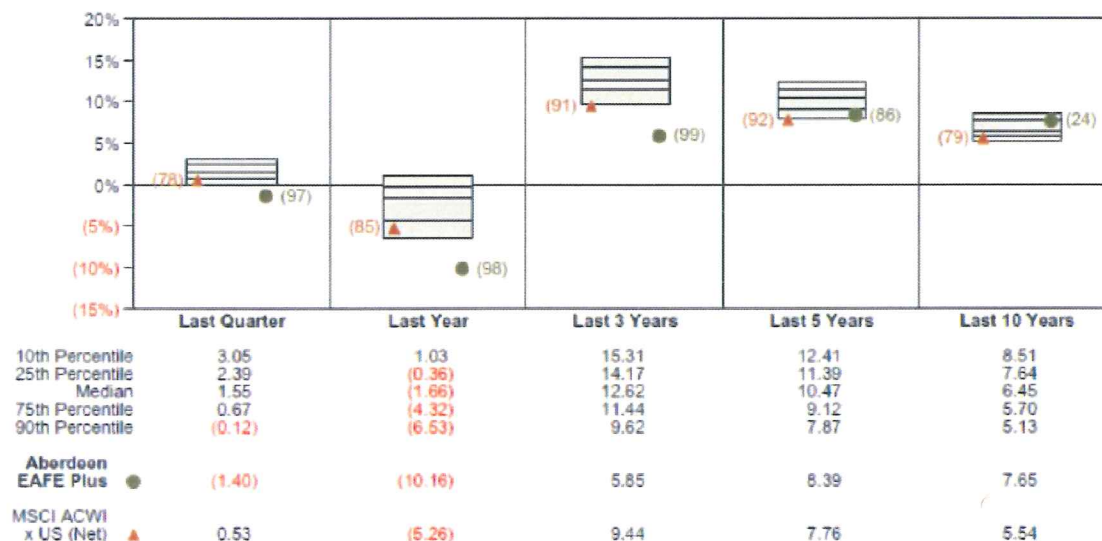 20%
15%
10%
5%
0%
(5%)
(10%)
(15%)
(78)
(97)
(85)
(98)
(91)
(99)
(92)
(86)
(79)
(24)
Last Quarter Last Year Last 3 Years Last 5 Years Last 10 Years
10th Percentile 3.05 1.03 15.31 12.41 8.51
25th Percentile 2.39 (0.36) 14.17 11.39 7.64
Median 1.55 (1.66) 12.62 10.47 6.45
75th Percentile 0.67 (4.32) 11.44 9.12 5.70
90th Percentile (0.12) (6.53) 9.62 7.87 5.13
Aberdeen
EAFE Plus (1.40) (10.16) 5.85 8.39 7.65
MSCI ACWI
x US (Net) 0.53 (5.26) 9.44 7.76 5.54